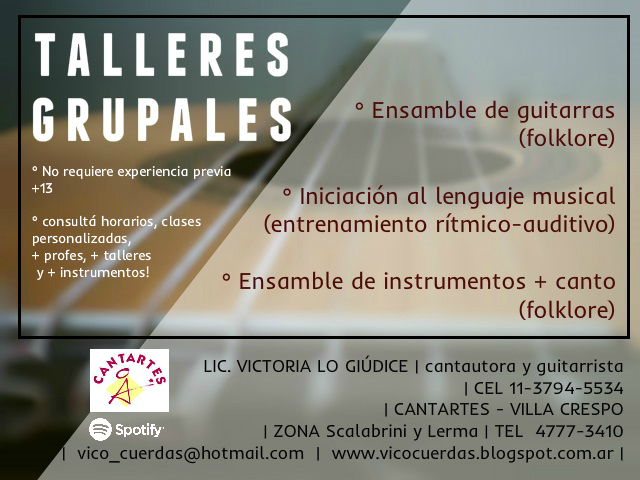 TALLERES
GRUPALES
° No requiere experiencia previa
+13
° consultá horarios, clases
personalizadas,
+ profes, + talleres
y + instrumentos!
° Ensamble de guitarras
(folklore)
° Iniciación al lenguaje musical
(entrenamiento rítmico-auditivo)
° Ensamble de instrumentos + canto
(folklore)
CANTARTES
Spotify
LIC. VICTORIA LO GIÚDICE | cantautora y guitarrista
| CEL 11-3794-5534
| CANTARTES - VILLA CRESPO
| ZONA Scalabrini y Lerma | TEL 4777-3410
| vico_cuerdas@hotmail.com | www.vicocuerdas.blogspot.com.ar |